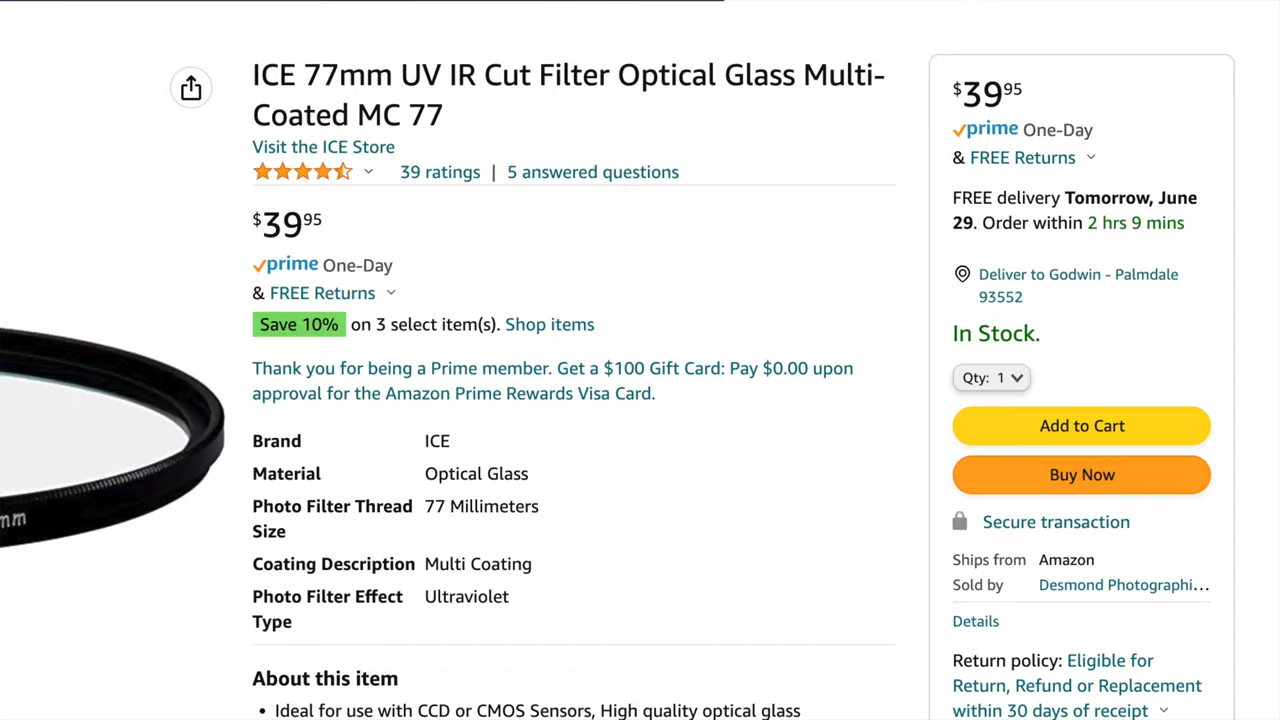 ICE 77mm UV IR Cut Filter Optical Glass Multi-
Coated MC 77
Visit the ICE Store
39 ratings | 5 answered questions
$39 95
prime One-Day
& FREE Returns
Save 10% on 3 select item(s). Shop items
Thank you for being a Prime member. Get a $100 Gift Card: Pay $0.00 upon
approval for the Amazon Prime Rewards Visa Card.
Brand ICE
Material Optical Glass
Photo Filter Thread 77 Millimeters
Size
Coating Description Multi Coating
Photo Filter Effect Ultraviolet
Type
About this item
• Ideal for use with CCD or CMOS Sensors, High quality optical glass
mm
$39 95
prime One-Day
& FREE Returns
FREE delivery Tomorrow, June
29. Order within 2 hrs 9 mins
Deliver to Godwin - Palmdale
93552
In Stock.
Qty: 1
Add to Cart
Buy Now
Secure transaction
Ships from Amazon
Sold by Desmond Photographi...
Details
Return policy: Eligible for
Return, Refund or Replacement
within 30 days of receipt